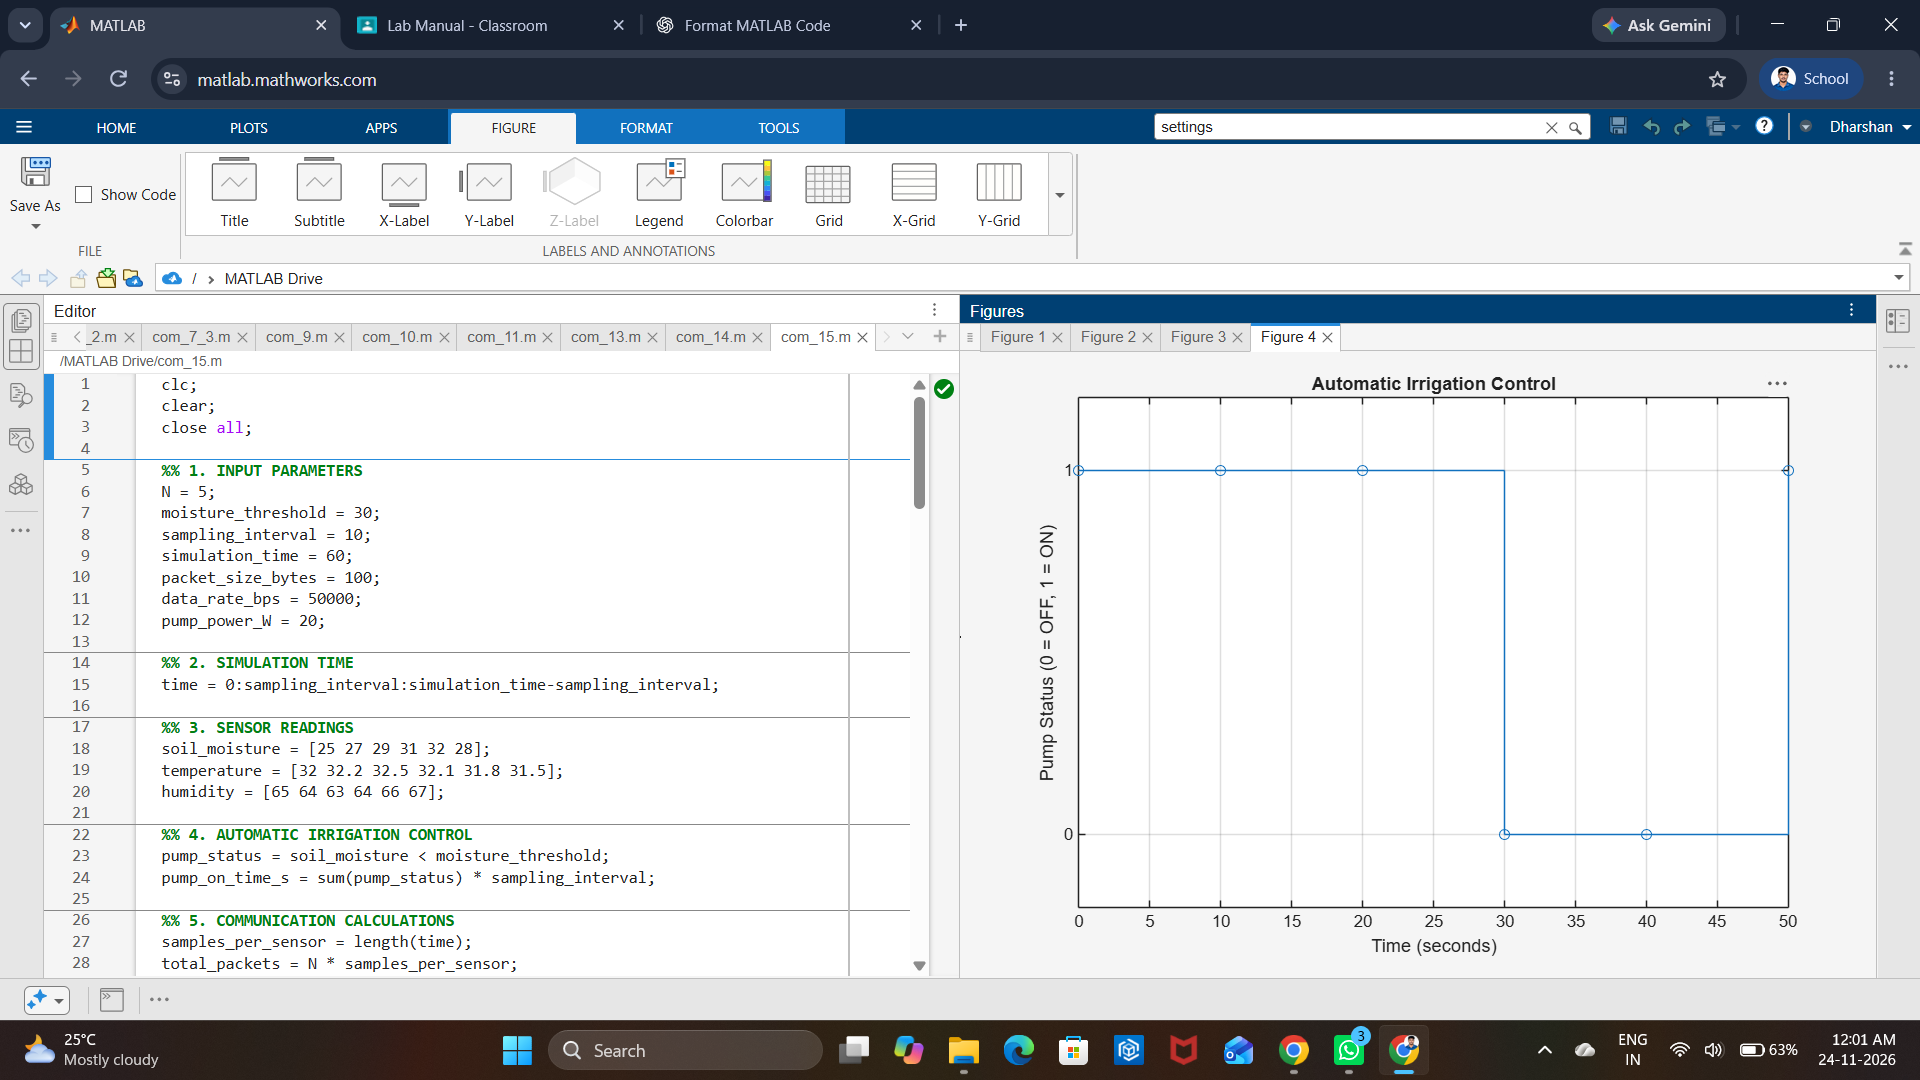 MATLAB
Lab Manual - Classroom
Format MATLAB Code
Ask Gemini
matlab.mathworks.com
School
HOME
PLOTS
APPS
FIGURE
FORMAT
TOOLS
settings
Dharshan
Save As
Show Code
Title
Subtitle
X-Label
Y-Label
Z-Label
Legend
Colorbar
Grid
X-Grid
Y-Grid
FILE
LABELS AND ANNOTATIONS
/ › MATLAB Drive
Editor
_2.m
com_7_3.m
com_9.m
com_10.m
com_11.m
com_13.m
com_14.m
com_15.m
/MATLAB Drive/com_15.m
1 clc;
2 clear;
3 close all;
4
5 %% 1. INPUT PARAMETERS
6 N = 5;
7 moisture_threshold = 30;
8 sampling_interval = 10;
9 simulation_time = 60;
10 packet_size_bytes = 100;
11 data_rate_bps = 50000;
12 pump_power_W = 20;
13
14 %% 2. SIMULATION TIME
15 time = 0:sampling_interval:simulation_time-sampling_interval;
16
17 %% 3. SENSOR READINGS
18 soil_moisture = [25 27 29 31 32 28];
19 temperature = [32 32.2 32.5 32.1 31.8 31.5];
20 humidity = [65 64 63 64 66 67];
21
22 %% 4. AUTOMATIC IRRIGATION CONTROL
23 pump_status = soil_moisture < moisture_threshold;
24 pump_on_time_s = sum(pump_status) * sampling_interval;
25
26 %% 5. COMMUNICATION CALCULATIONS
27 samples_per_sensor = length(time);
28 total_packets = N * samples_per_sensor;
Figures
Figure 1
Figure 2
Figure 3
Figure 4
Automatic Irrigation Control
1
0
Pump Status (0 = OFF, 1 = ON)
0 5 10 15 20 25 30 35 40 45 50
Time (seconds)
25°C
Mostly cloudy
Search
3
ENG
IN
63%
12:01 AM
24-11-2026